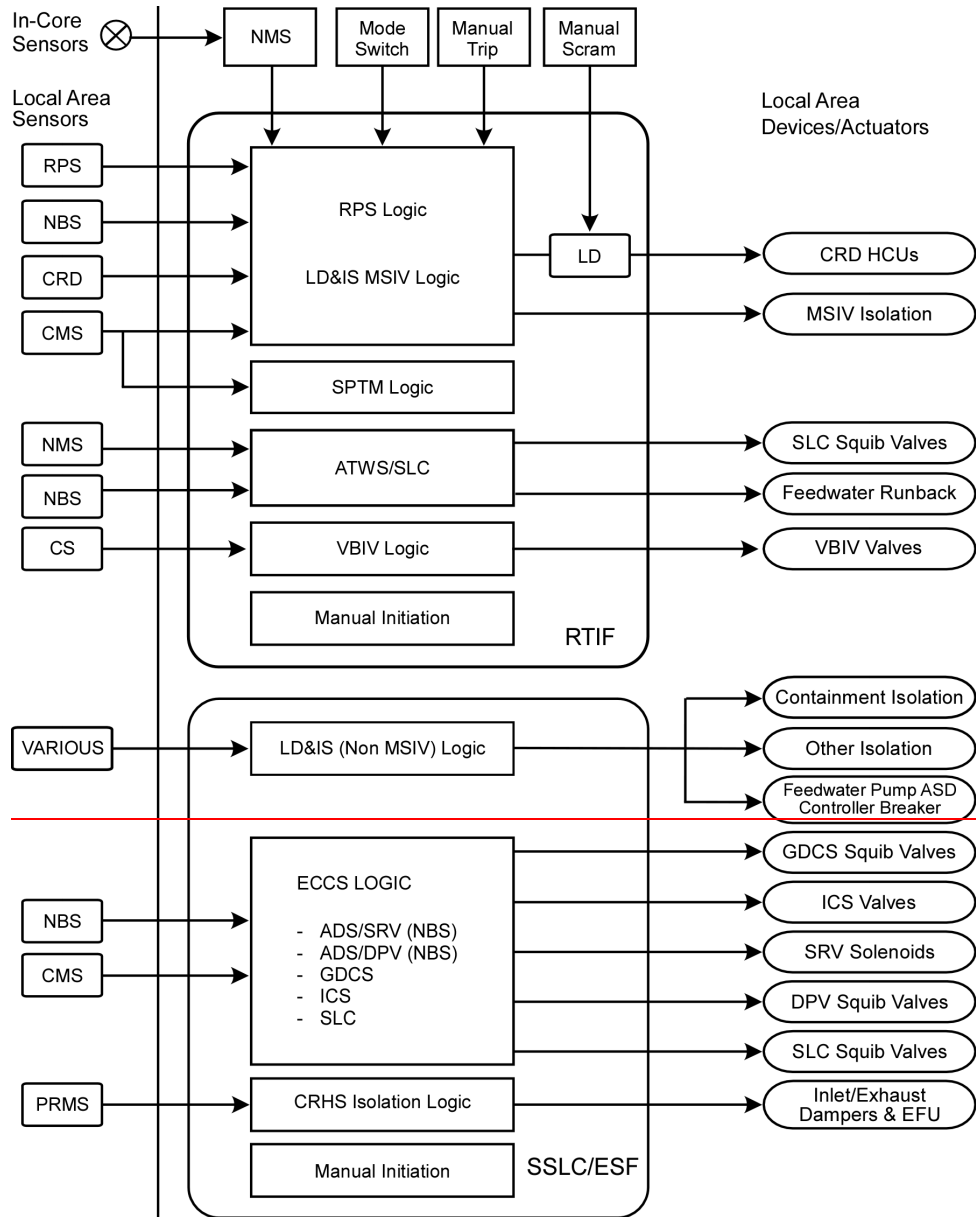 In-Core
Sensors
NMS
Mode
Switch
Manual
Trip
Manual
Scram
Local Area
Sensors
Local Area
Devices/Actuators
RPS
NBS
CRD
CMS
RPS Logic
LD&IS MSIV Logic
LD
CRD HCUs
MSIV Isolation
SPTM Logic
NMS
NBS
ATWS/SLC
SLC Squib Valves
Feedwater Runback
CS
VBIV Logic
VBIV Valves
Manual Initiation
RTIF
VARIOUS
LD&IS (Non MSIV) Logic
Containment Isolation
Other Isolation
Feedwater Pump ASD
Controller Breaker
NBS
CMS
ECCS LOGIC
- ADS/SRV (NBS)
- ADS/DPV (NBS)
- GDCS
- ICS
- SLC
GDCS Squib Valves
ICS Valves
SRV Solenoids
DPV Squib Valves
SLC Squib Valves
PRMS
CRHS Isolation Logic
Inlet/Exhaust
Dampers & EFU
Manual Initiation
SSLC/ESF